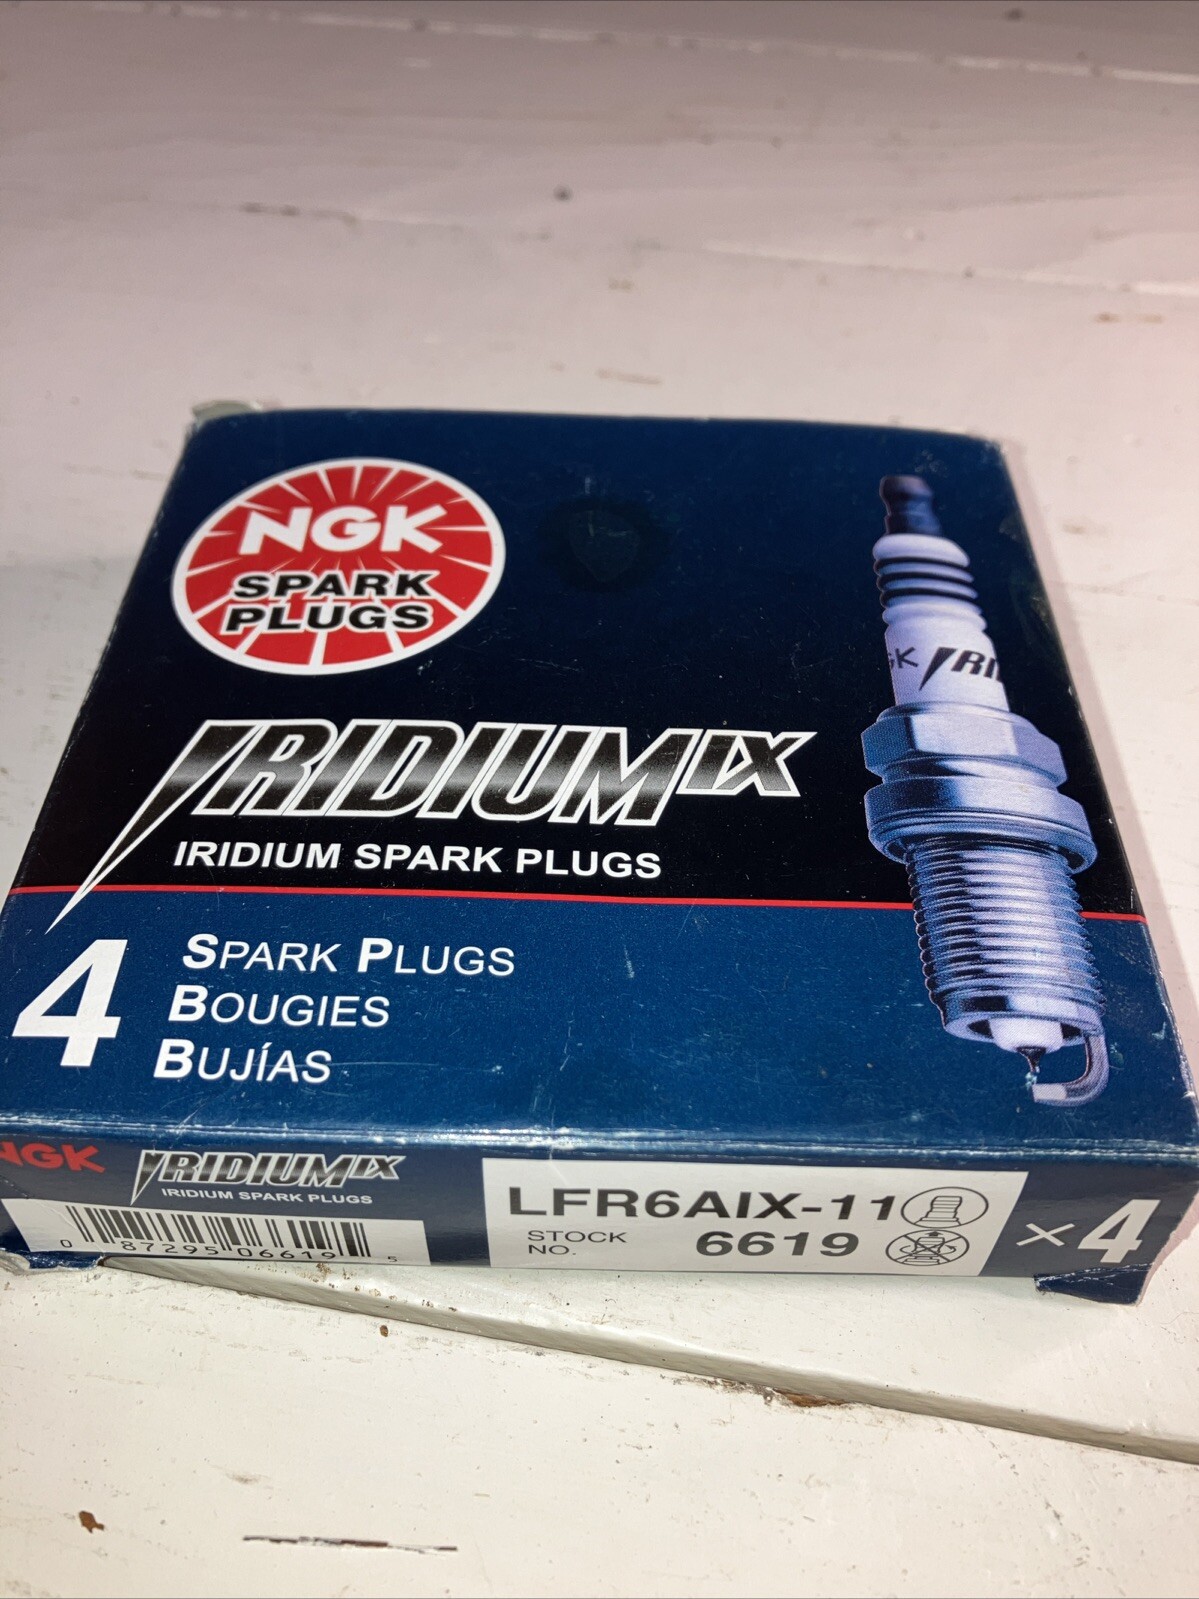 NGK
SPARK
PLUGS
IRIDIUM IX
IRIDIUM SPARK PLUGS
4
SPARK PLUGS
BOUGIES
BUJÍAS
NGK IRIDIUM IX
IRIDIUM SPARK PLUGS
0 87295 06619 5
LFR6AIX-11
STOCK NO. 6619
×4